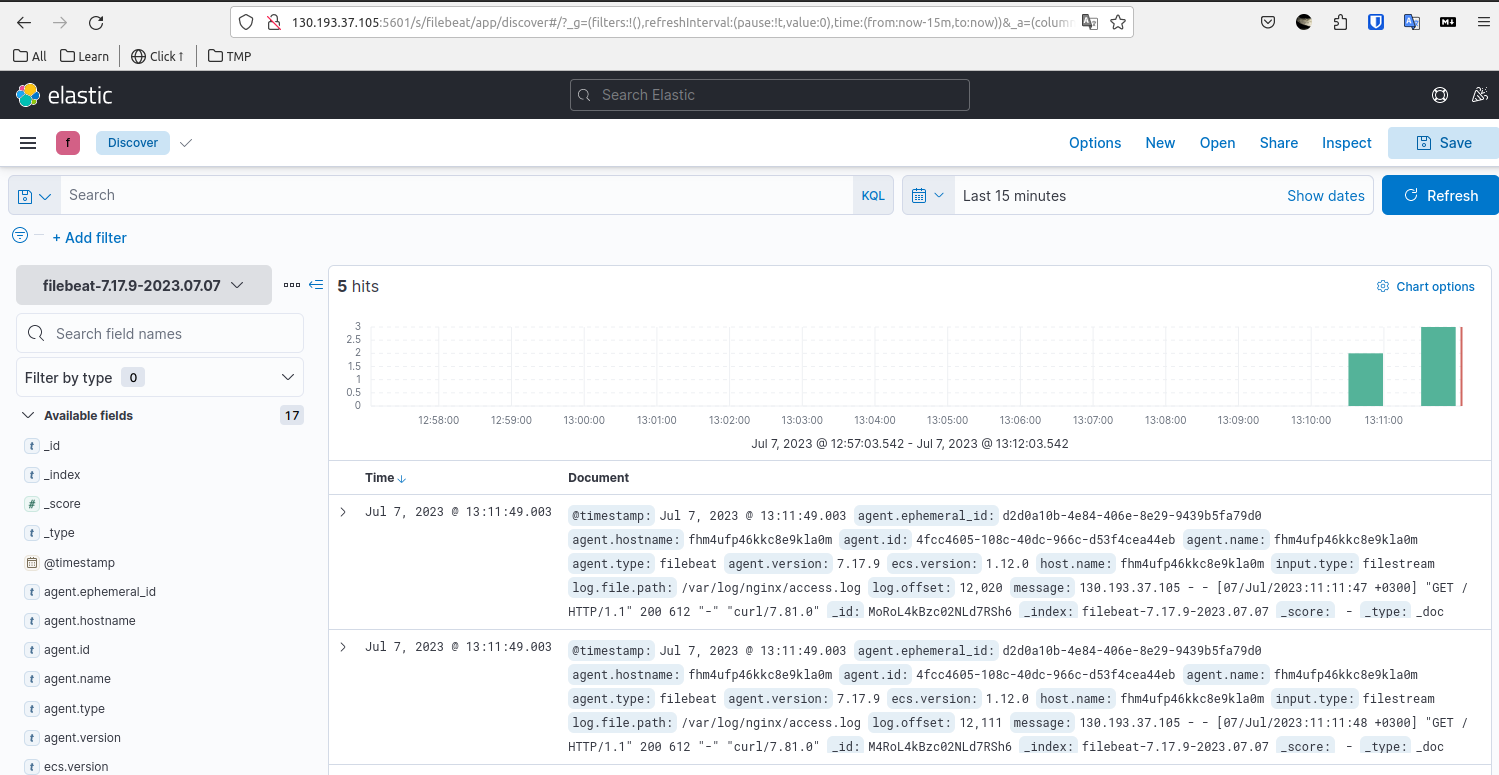 130.193.37.105:5601/s/filebeat/app/discover#/?_g=(filters:!(),refreshInterval:(pause:!t,value:0),time:(from:now-15m,to:now))&_a=(colum
All Learn Click↑ TMP
elastic Search Elastic
f Discover Options New Open Share Inspect Save
Search KQL Last 15 minutes Show dates Refresh
+ Add filter
filebeat-7.17.9-2023.07.07
Search field names
Filter by type 0
Available fields 17
t _id
t _index
# _score
t _type
@timestamp
t agent.ephemeral_id
t agent.hostname
t agent.id
t agent.name
t agent.type
t agent.version
t ecs.version
5 hits Chart options
3
2.5
2
1.5
1
0.5
0
12:58:00 12:59:00 13:00:00 13:01:00 13:02:00 13:03:00 13:04:00 13:05:00 13:06:00 13:07:00 13:08:00 13:09:00 13:10:00 13:11:00
Jul 7, 2023 @ 12:57:03.542 - Jul 7, 2023 @ 13:12:03.542
Time ↓ Document
Jul 7, 2023 @ 13:11:49.003 @timestamp: Jul 7, 2023 @ 13:11:49.003 agent.ephemeral_id: d2d0a10b-4e84-406e-8e29-9439b5fa79d0
agent.hostname: fhm4ufp46kkc8e9kla0m agent.id: 4fcc4605-108c-40dc-966c-d53f4cea44eb agent.name: fhm4ufp46kkc8e9kla0m
agent.type: filebeat agent.version: 7.17.9 ecs.version: 1.12.0 host.name: fhm4ufp46kkc8e9kla0m input.type: filestream
log.file.path: /var/log/nginx/access.log log.offset: 12,020 message: 130.193.37.105 - - [07/Jul/2023:11:11:47 +0300] "GET /
HTTP/1.1" 200 612 "-" "curl/7.81.0" _id: MoRoL4kBzc02NLd7RSh6 _index: filebeat-7.17.9-2023.07.07 _score: - _type: _doc
Jul 7, 2023 @ 13:11:49.003 @timestamp: Jul 7, 2023 @ 13:11:49.003 agent.ephemeral_id: d2d0a10b-4e84-406e-8e29-9439b5fa79d0
agent.hostname: fhm4ufp46kkc8e9kla0m agent.id: 4fcc4605-108c-40dc-966c-d53f4cea44eb agent.name: fhm4ufp46kkc8e9kla0m
agent.type: filebeat agent.version: 7.17.9 ecs.version: 1.12.0 host.name: fhm4ufp46kkc8e9kla0m input.type: filestream
log.file.path: /var/log/nginx/access.log log.offset: 12,111 message: 130.193.37.105 - - [07/Jul/2023:11:11:48 +0300] "GET /
HTTP/1.1" 200 612 "-" "curl/7.81.0" _id: M4RoL4kBzc02NLd7RSh6 _index: filebeat-7.17.9-2023.07.07 _score: - _type: _doc